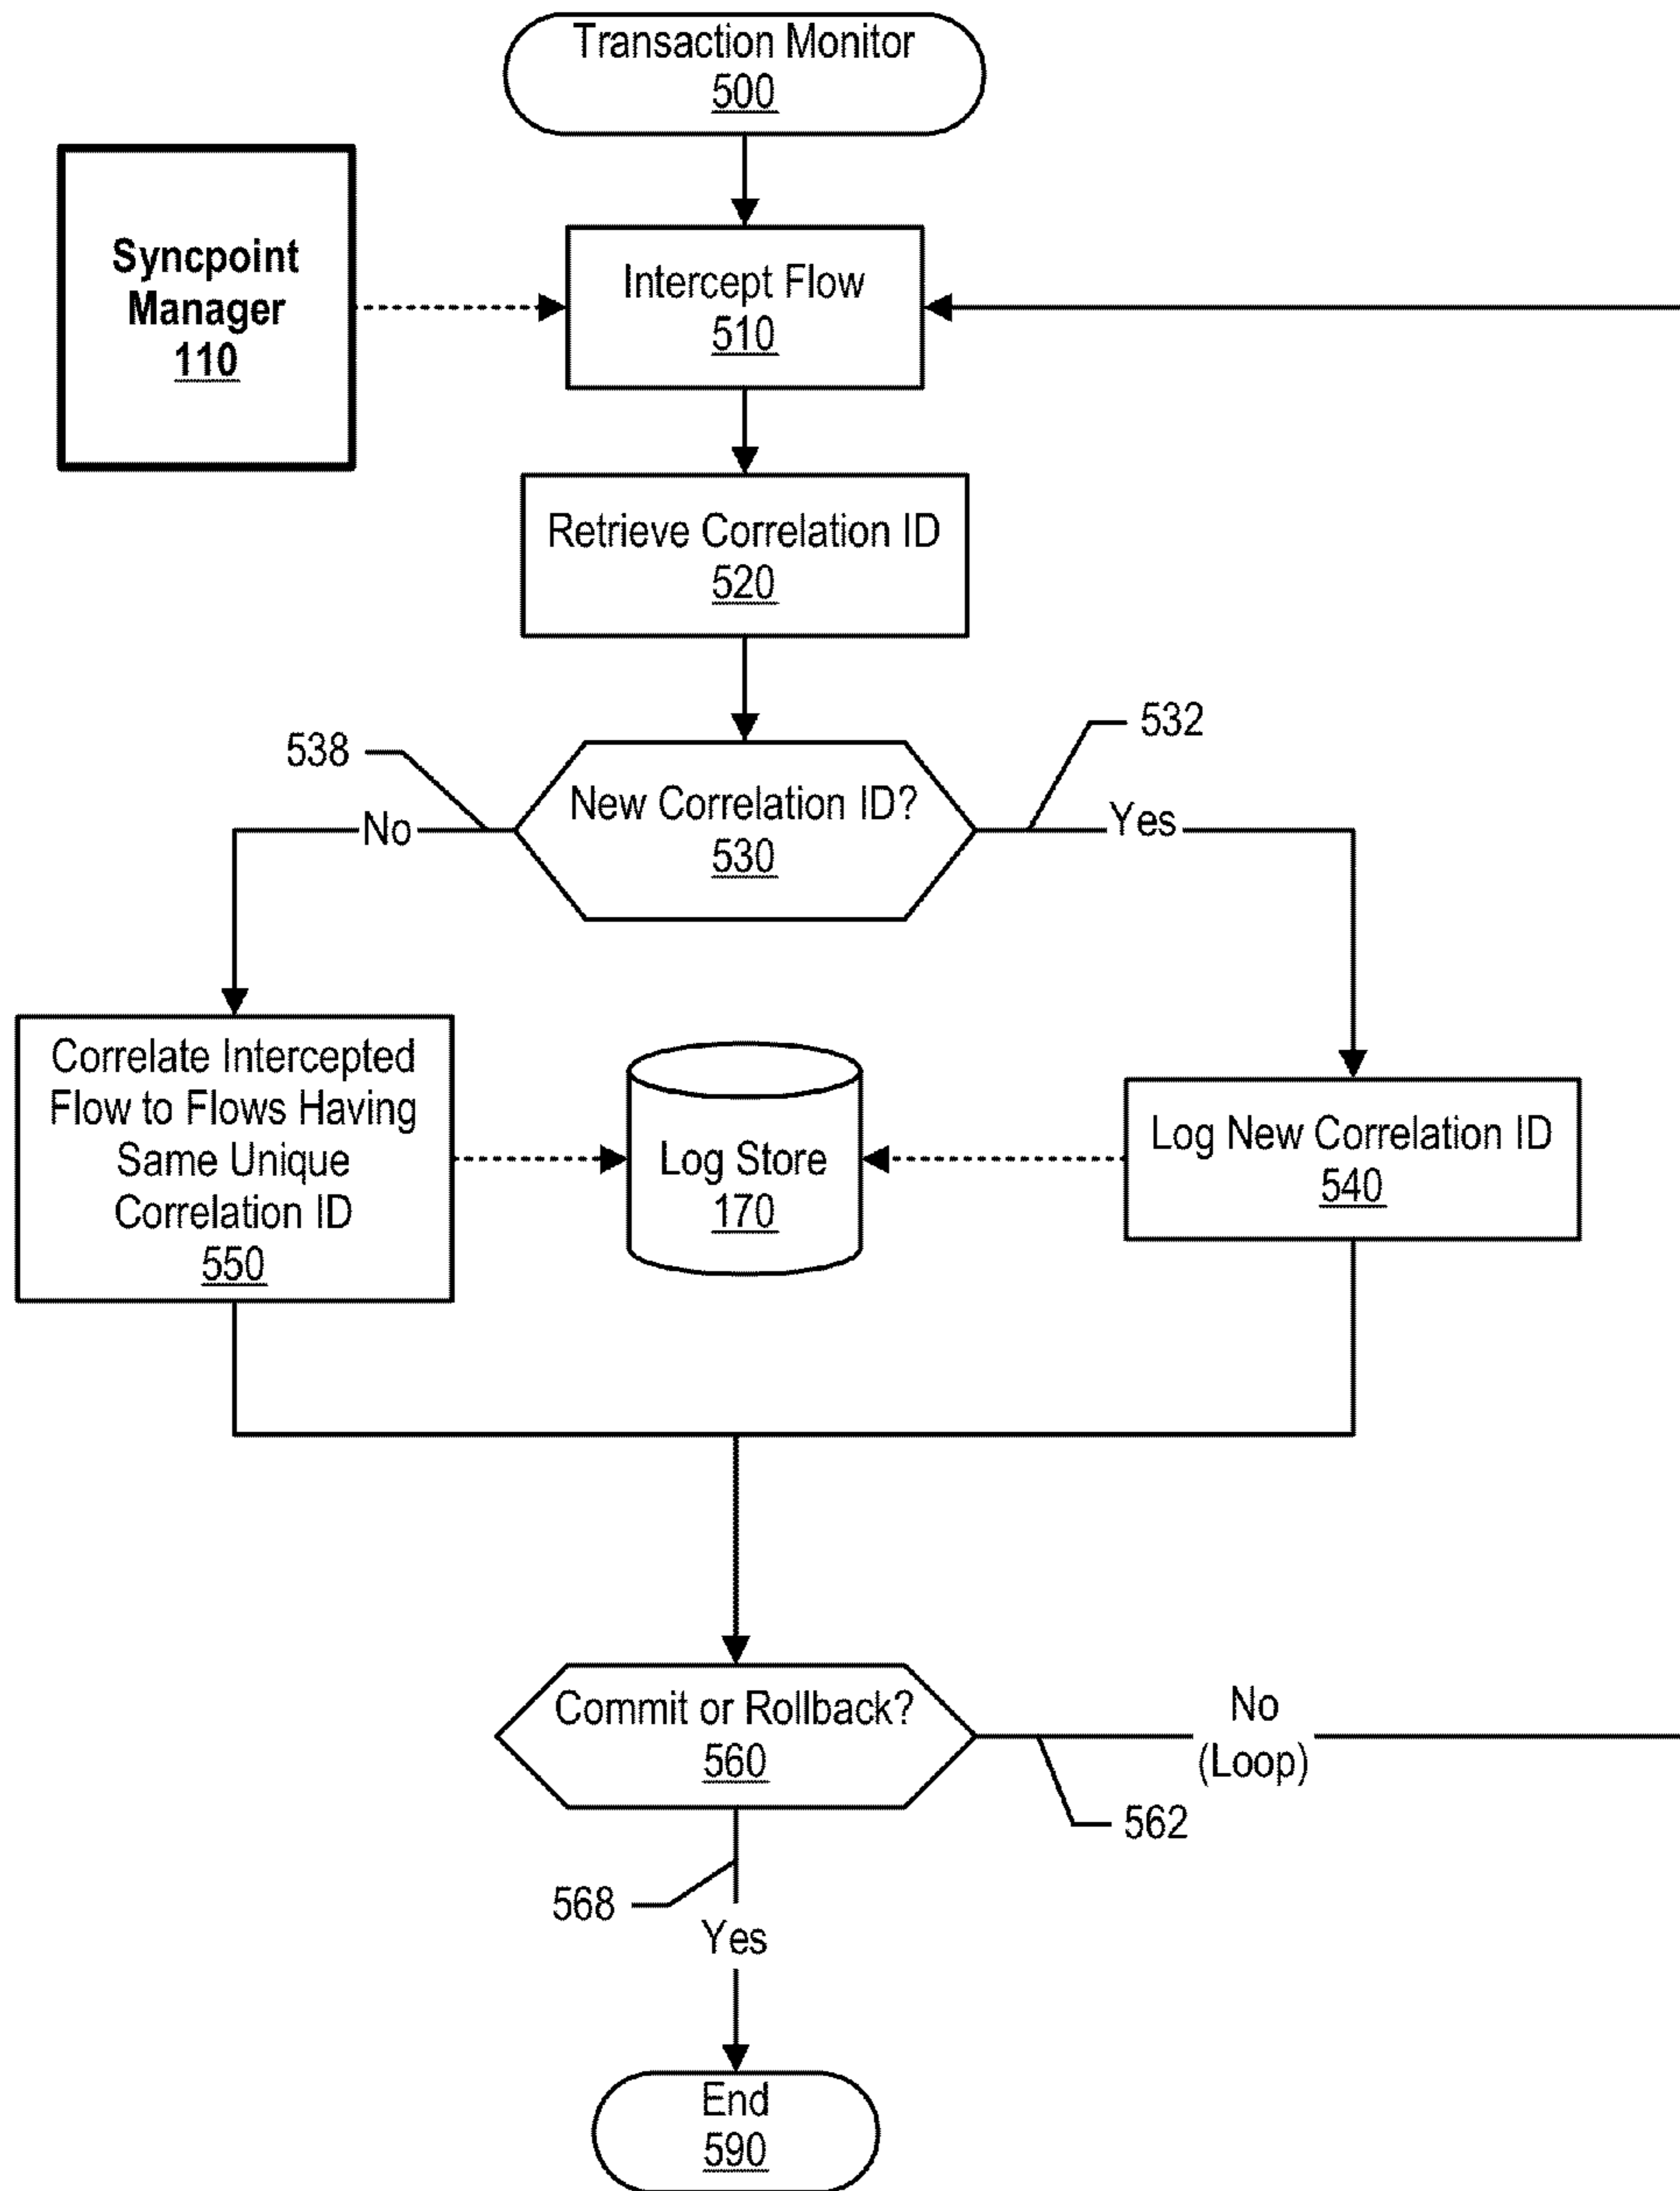 Transaction Monitor
500
Syncpoint
Manager
110
Intercept Flow
510
Retrieve Correlation ID
520
538
532
New Correlation ID?
530
No
Yes
Correlate Intercepted
Flow to Flows Having
Same Unique
Correlation ID
550
Log Store
170
Log New Correlation ID
540
Commit or Rollback?
560
No
(Loop)
562
568
Yes
End
590